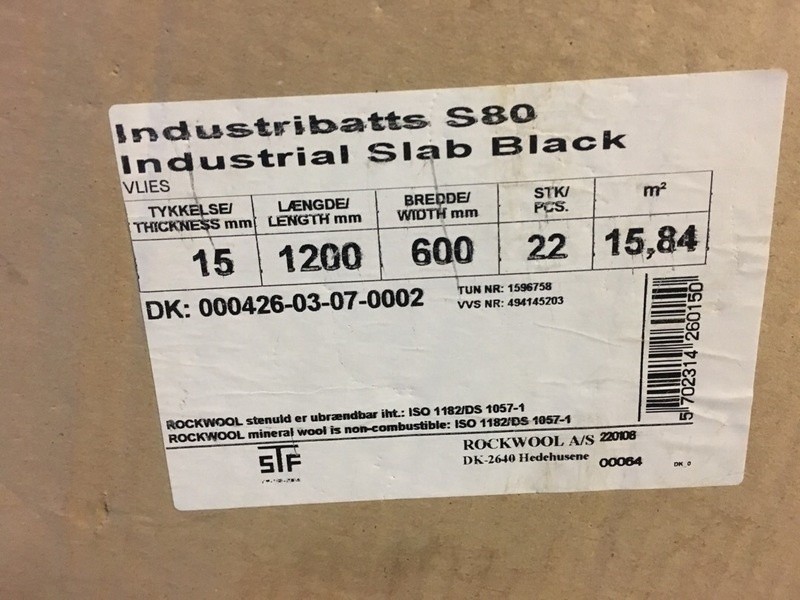 Industribatts S80
Industrial Slab Black
VLIES
TYKKELSE/ THICKNESS mm LÆNGDE/ LENGTH mm BREDDE/ WIDTH mm STK/ PCS. m²
15 1200 600 22 15,84
DK: 000426-03-07-0002
TUN NR: 1596758
VVS NR: 494145203
5 702314 260150
ROCKWOOL stenuld er ubrændbar iht.: ISO 1182/DS 1057-1
ROCKWOOL mineral wool is non-combustible: ISO 1182/DS 1057-1
STF
ROCKWOOL A/S 220108
DK-2640 Hedehusene 00064
DK_0